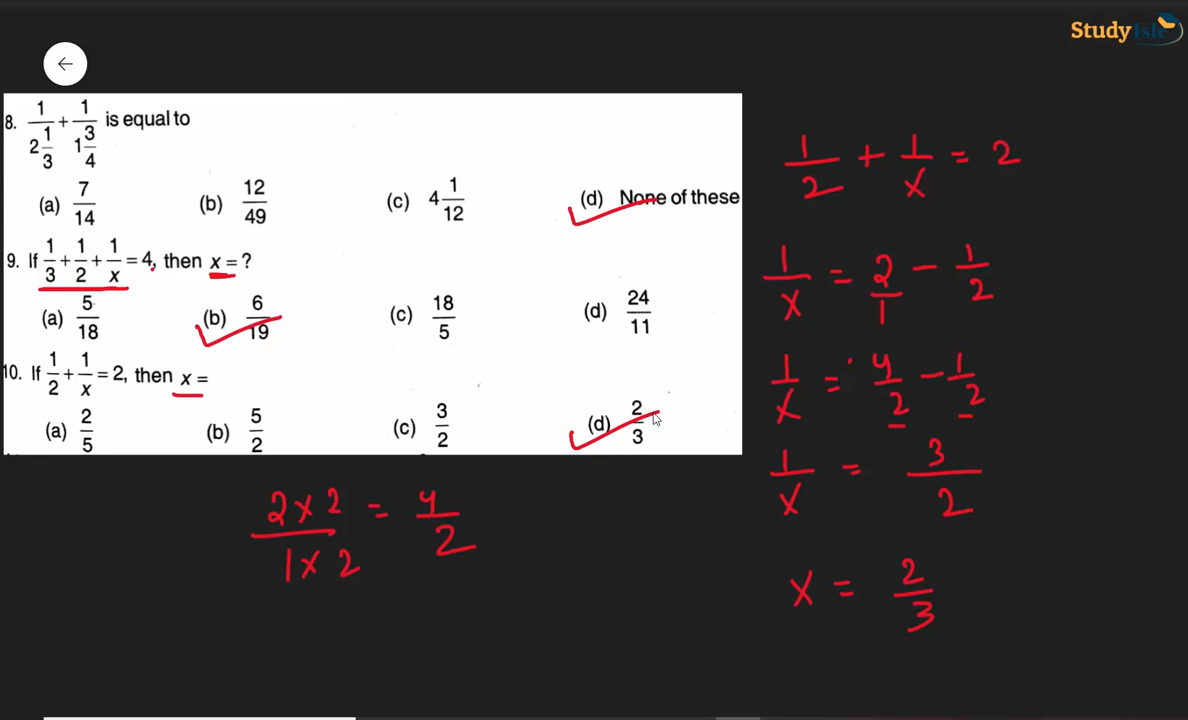 Study Isle
8. 1/(2 1/3) + 1/(1 3/4) is equal to
(a) 7/14 (b) 12/49 (c) 4 1/12 (d) None of these
9. If 1/3 + 1/2 + 1/x = 4, then x = ?
(a) 5/18 (b) 6/19 (c) 18/5 (d) 24/11
10. If 1/2 + 1/x = 2, then x =
(a) 2/5 (b) 5/2 (c) 3/2 (d) 2/3
2 x 2 / 1 x 2 = 4/2
1/2 + 1/x = 2
1/x = 2/1 - 1/2
1/x = 4/2 - 1/2
1/x = 3/2
x = 2/3